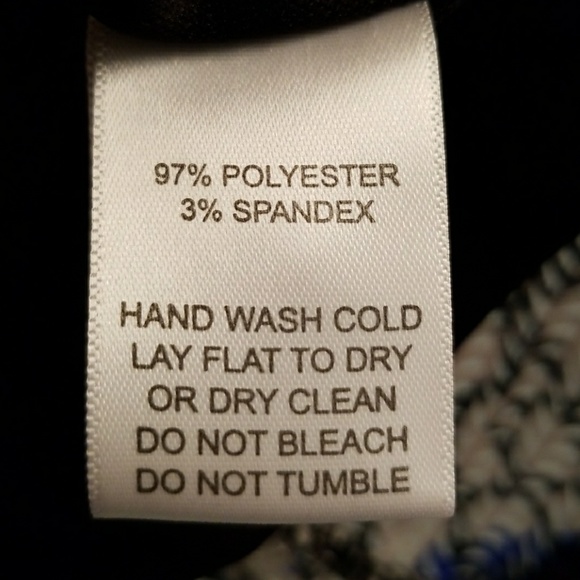 97% POLYESTER
3% SPANDEX
HAND WASH COLD
LAY FLAT TO DRY
OR DRY CLEAN
DO NOT BLEACH
DO NOT TUMBLE